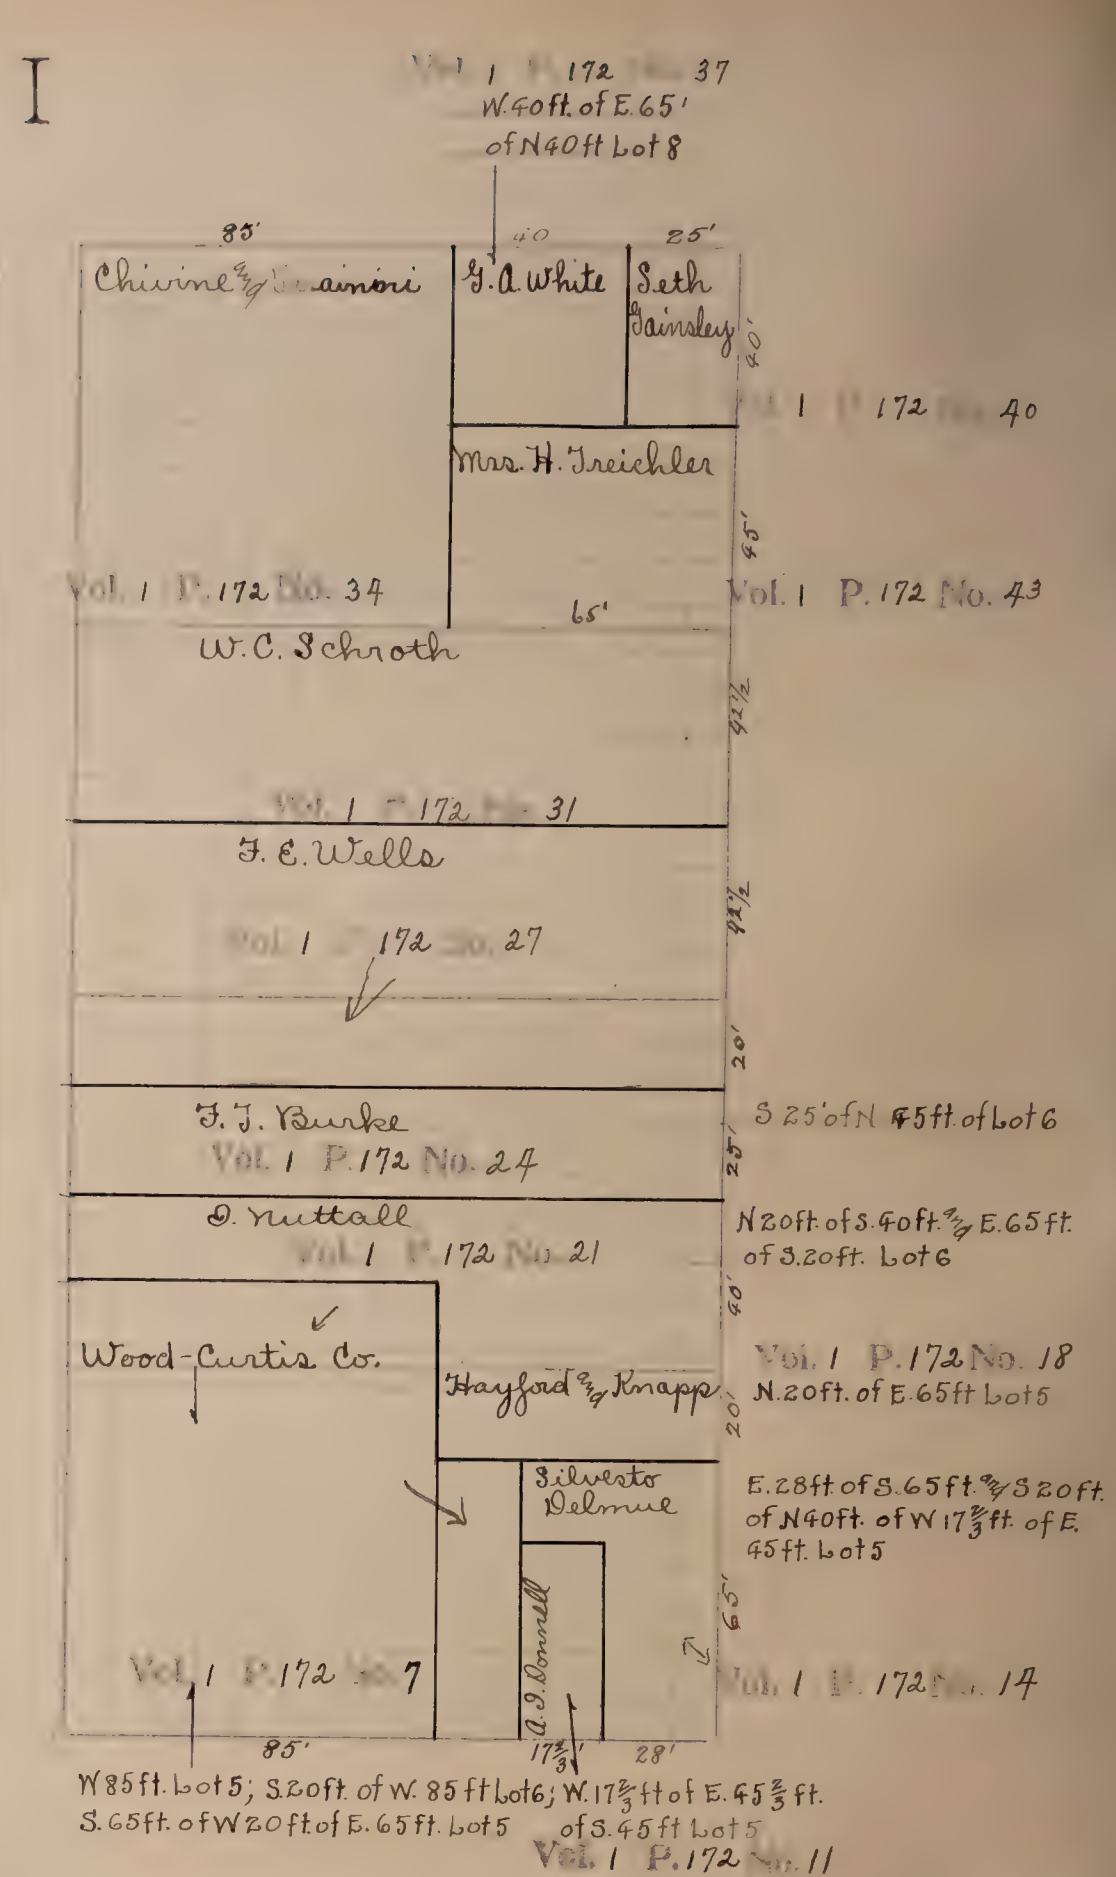 I
Vol. 1 P. 172 No. 37
W. 40 ft. of E. 65'
of N 40 ft Lot 8
85' 40 25'
Chivine and
G. A. White
Seth
Gainsley
40'
Vol. 1 P. 172 No. 40
Mrs. H. Treichler
45'
Vol. 1 P. 172 No. 34
65'
Vol. 1 P. 172 No. 43
W. C. Schroth
42½
Vol. 1 P. 172 No. 31
F. E. Wells
42½
Vol. 1 P. 172 No. 27
20'
F. T. Burke
S 25' of N 45 ft. of Lot 6
Vol. 1 P. 172 No. 24
25'
D. Nuttall
N 20 ft. of S. 40 ft. and E. 65 ft.
of S. 20 ft. Lot 6
Vol. 1 P. 172 No. 21
40'
Wood-Curtis Co.
Vol. 1 P. 172 No. 18
Hayford and Knapp
N. 20 ft. of E. 65 ft Lot 5
20'
Silvesto
Delmue
E. 28 ft. of S. 65 ft. and S 20 ft.
of N 40 ft. of W 17⅔ ft. of E.
45 ft. Lot 5
65'
A. I. Donnell
Vol. 1 P. 172 No. 7
Vol. 1 P. 172 No. 14
85' 17⅔' 28'
W 85 ft. Lot 5; S. 20 ft. of W. 85 ft Lot 6; W. 17⅔ ft of E. 45⅔ ft.
S. 65 ft. of W 20 ft. of E. 65 ft. Lot 5 of S. 45 ft Lot 5
Vol. 1 P. 172 No. 11